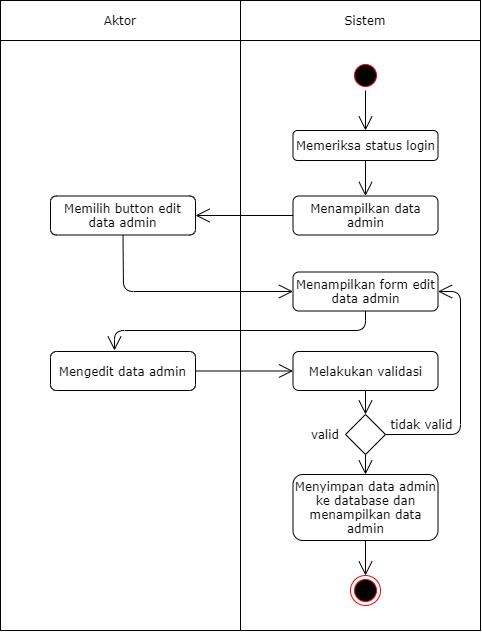 Aktor
Sistem
Memeriksa status login
Menampilkan data
admin
Memilih button edit
data admin
Menampilkan form edit
data admin
Mengedit data admin
Melakukan validasi
valid
tidak valid
Menyimpan data admin
ke database dan
menampilkan data
admin